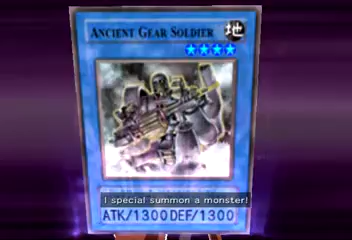 ANCIENT GEAR SOLDIER 地
I special summon a monster!
ATK/1300 DEF/1300